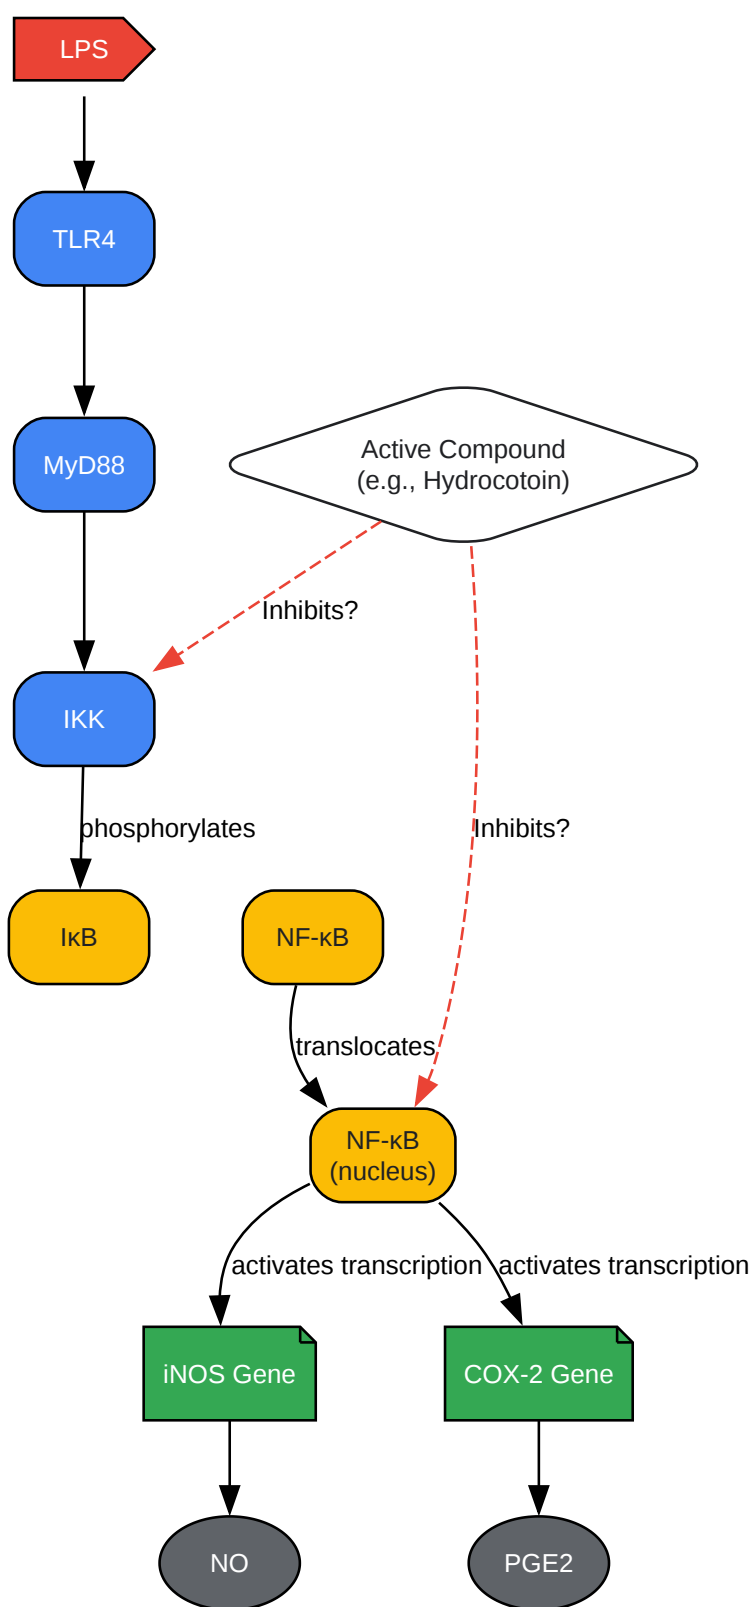 LPS
TLR4
MyD88
Active Compound
(e.g., Hydrocotoin)
Inhibits?
IKK
phosphorylates
Inhibits?
IκB
NF-κB
translocates
NF-κB
(nucleus)
activates transcription
activates transcription
iNOS Gene
COX-2 Gene
NO
PGE2